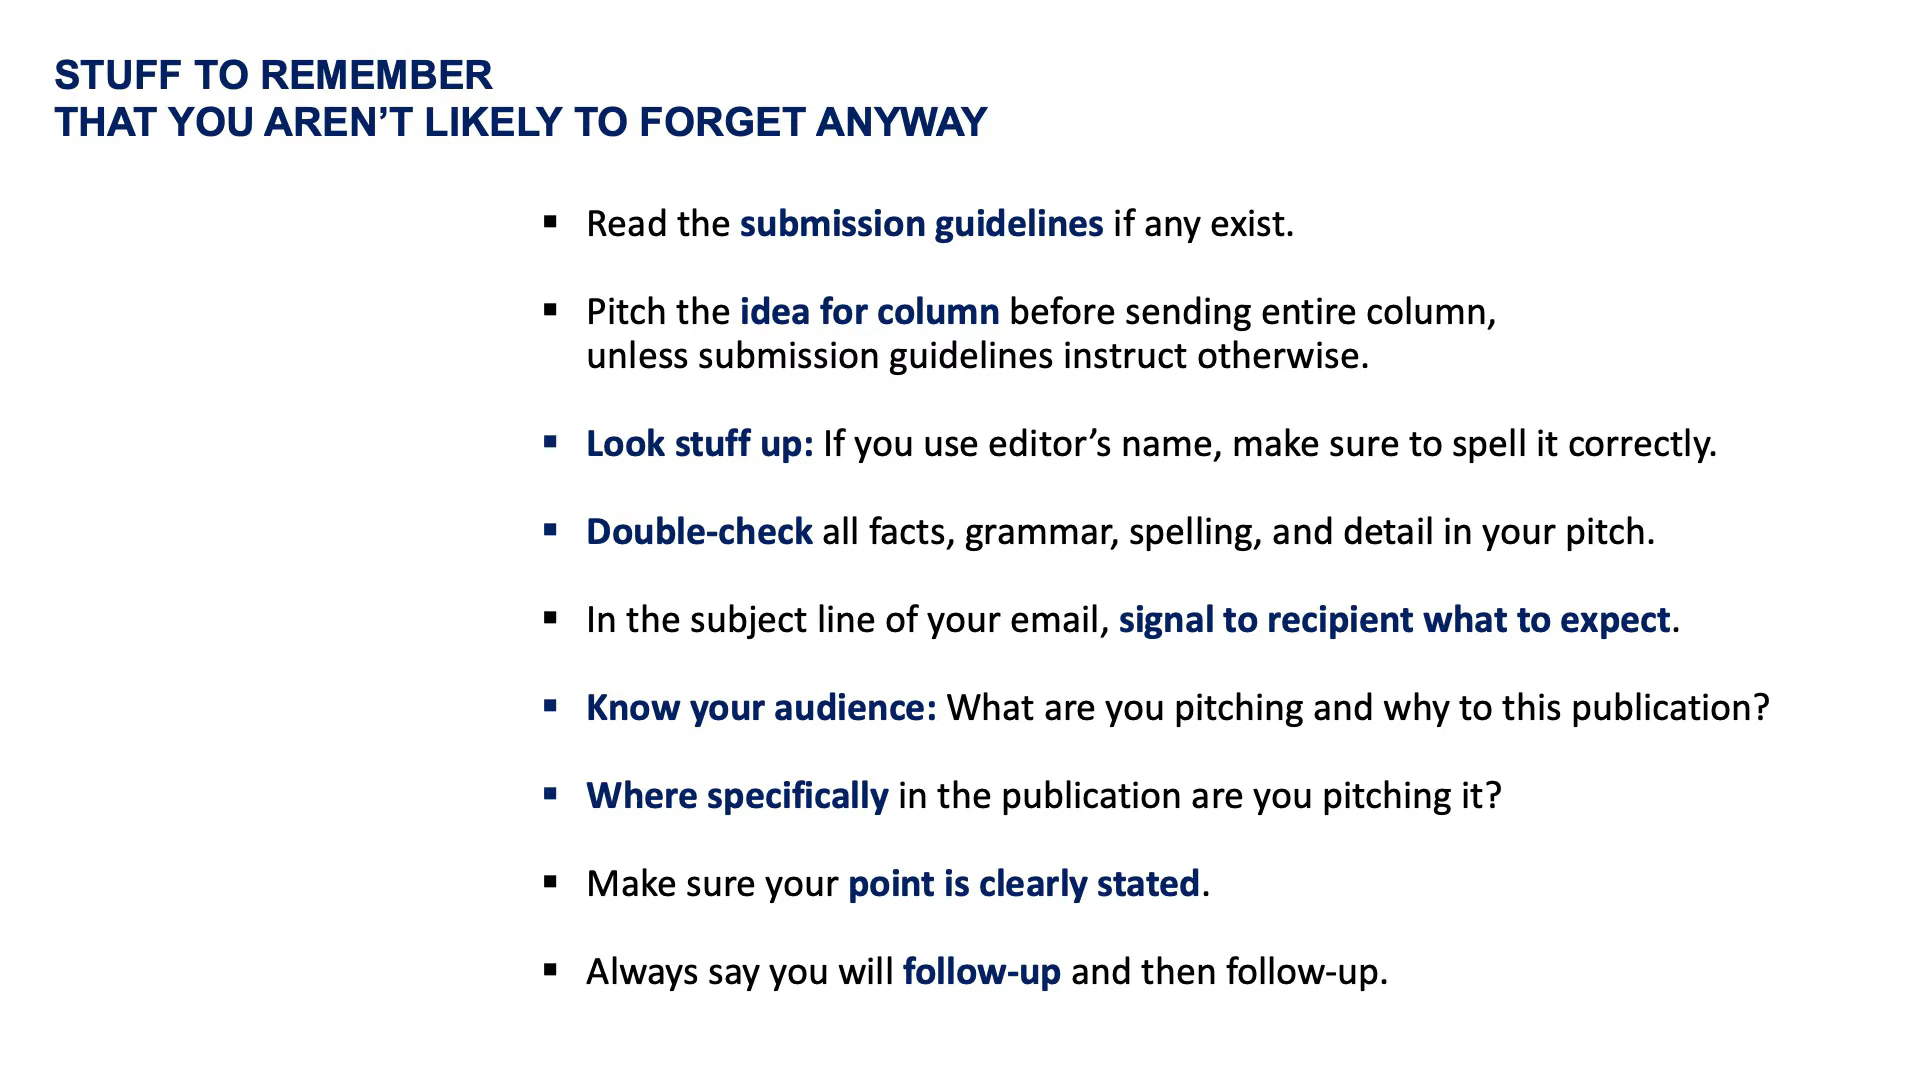 STUFF TO REMEMBER
THAT YOU AREN’T LIKELY TO FORGET ANYWAY
▪ Read the submission guidelines if any exist.
▪ Pitch the idea for column before sending entire column,
unless submission guidelines instruct otherwise.
▪ Look stuff up: If you use editor’s name, make sure to spell it correctly.
▪ Double-check all facts, grammar, spelling, and detail in your pitch.
▪ In the subject line of your email, signal to recipient what to expect.
▪ Know your audience: What are you pitching and why to this publication?
▪ Where specifically in the publication are you pitching it?
▪ Make sure your point is clearly stated.
▪ Always say you will follow-up and then follow-up.